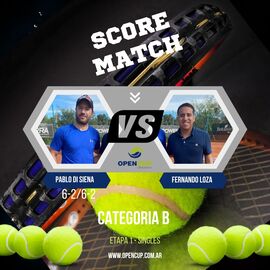 SCORE
MATCH
VS
OPENCUP
PABLO DI SIENA
FERNANDO LOZA
6-2/6-2
CATEGORIA B
ETAPA 1 - SINGLES
WWW.OPENCUP.COM.AR